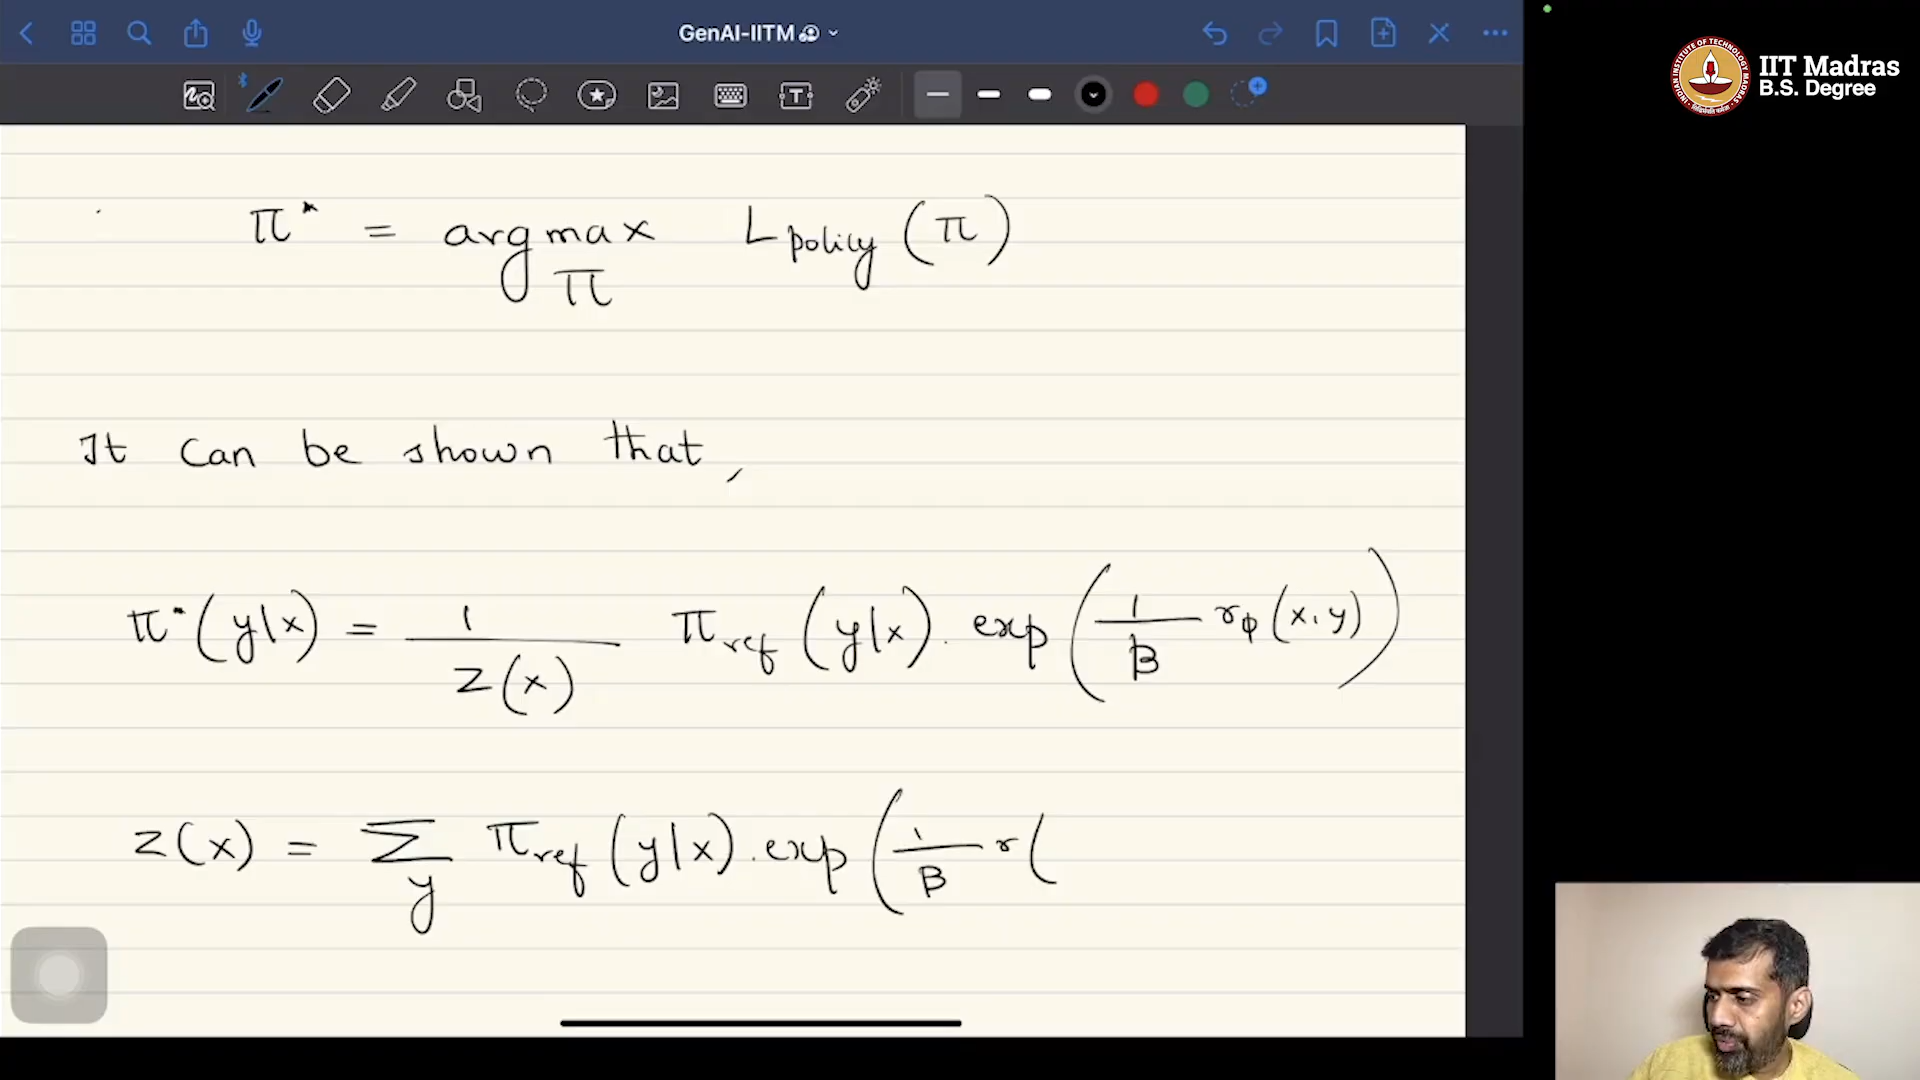 GenAI-IITM
IIT Madras
B.S. Degree
π* = argmax L_policy (π)
π
It can be shown that,
π*(y|x) = 1/Z(x) π_ref (y|x) . exp (1/β r_φ (x, y))
Z(x) = Σ_y π_ref (y|x) . exp (1/β r (